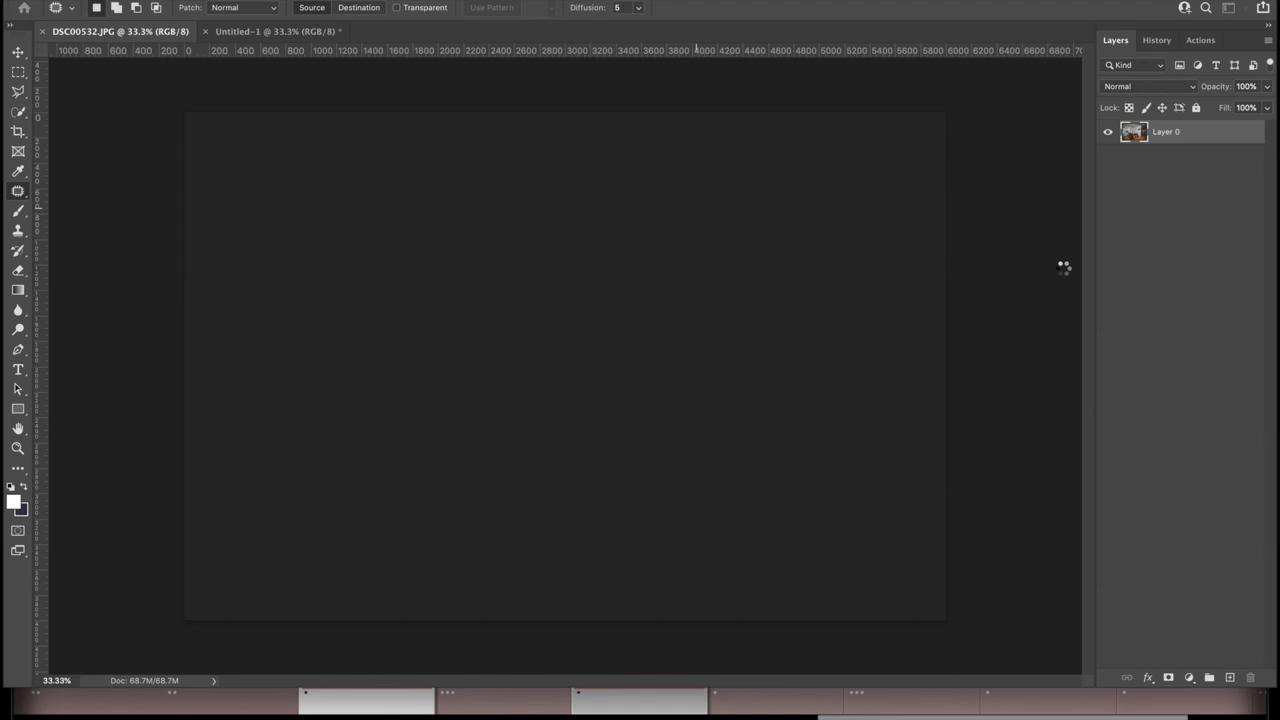 Patch: Normal Source Destination Transparent Use Pattern Diffusion: 5
DSC00532.JPG @ 33.3% (RGB/8) Untitled-1 @ 33.3% (RGB/8) *
1000 800 600 400 200 0 200 400 600 800 1000 1200 1400 1600 1800 2000 2200 2400 2600 2800 3000 3200 3400 3600 3800 4000 4200 4400 4600 4800 5000 5200 5400 5600 5800 6000 6200 6400 6600 6800 70
Layers History Actions
Kind
Normal Opacity: 100%
Lock: Fill: 100%
Layer 0
33.33% Doc: 68.7M/68.7M